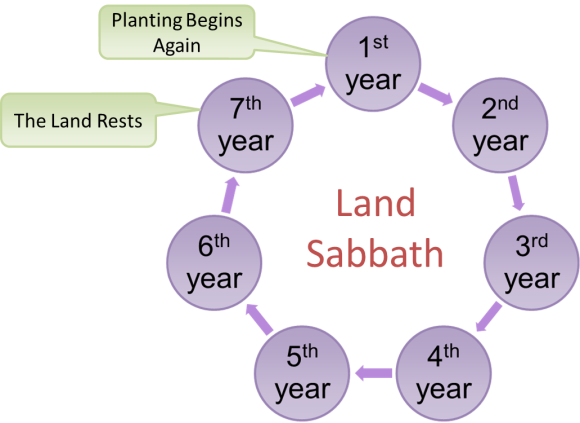 Planting Begins
Again
1st
year
2nd
year
3rd
year
4th
year
5th
year
6th
year
7th
year
The Land Rests
Land
Sabbath